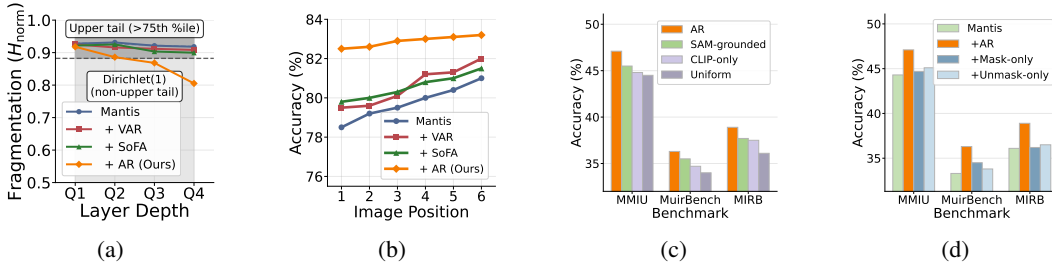 Fragmentation (H_norm)
1.0
0.9
0.8
0.9
0.7
0.6
0.5
Upper tail (>75th %ile)
Dirichlet(1)
(non-upper tail)
Mantis
+ VAR
+ SoFA
+ AR (Ours)
Q1 Q2 Q3 Q4
Layer Depth
(a)
Accuracy (%)
84
82
80
78
76
Mantis
+ VAR
+ SoFA
+ AR (Ours)
1 2 3 4 5 6
Image Position
(b)
Accuracy (%)
50
45
40
35
AR
SAM-grounded
CLIP-only
Uniform
MMIU MuirBench MIRB
Benchmark
(c)
Accuracy (%)
50
45
40
35
Mantis
+AR
+Mask-only
+Unmask-only
MMIU MuirBench MIRB
Benchmark
(d)